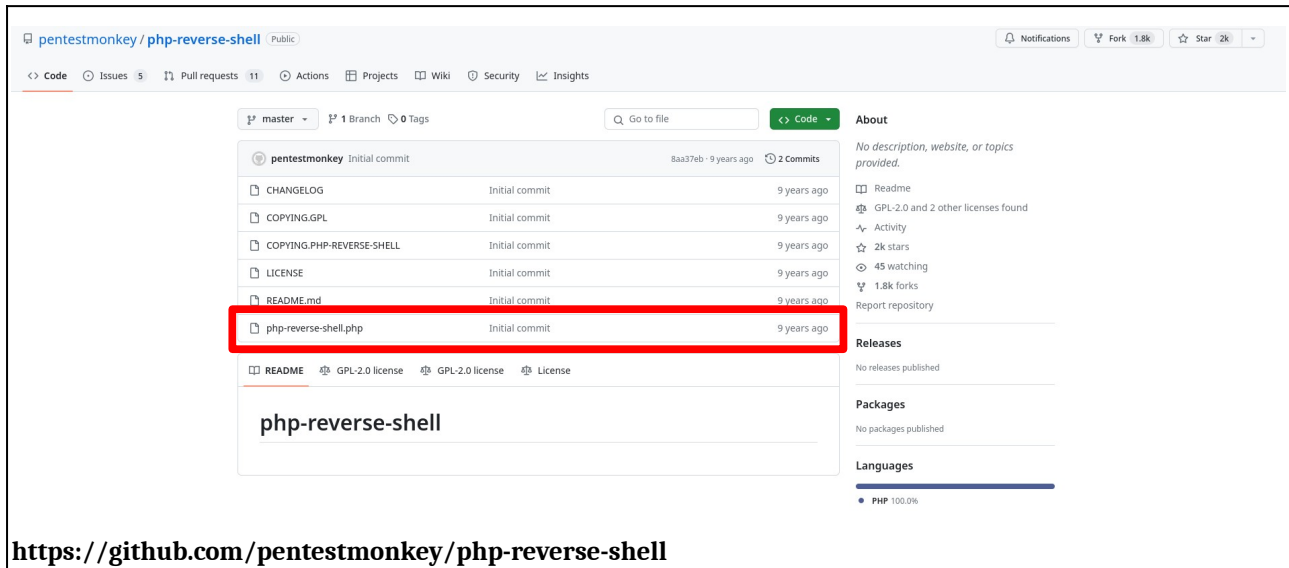 pentestmonkey / php-reverse-shell Public
Notifications Fork 1.8k Star 2k
Code Issues 5 Pull requests 11 Actions Projects Wiki Security Insights
master 1 Branch 0 Tags Go to file Code
pentestmonkey Initial commit 8aa37eb · 9 years ago 2 Commits
CHANGELOG Initial commit 9 years ago
COPYING.GPL Initial commit 9 years ago
COPYING.PHP-REVERSE-SHELL Initial commit 9 years ago
LICENSE Initial commit 9 years ago
README.md Initial commit 9 years ago
php-reverse-shell.php Initial commit 9 years ago
README GPL-2.0 license GPL-2.0 license License
php-reverse-shell
About
No description, website, or topics
provided.
Readme
GPL-2.0 and 2 other licenses found
Activity
2k stars
45 watching
1.8k forks
Report repository
Releases
No releases published
Packages
No packages published
Languages
PHP 100.0%
https://github.com/pentestmonkey/php-reverse-shell